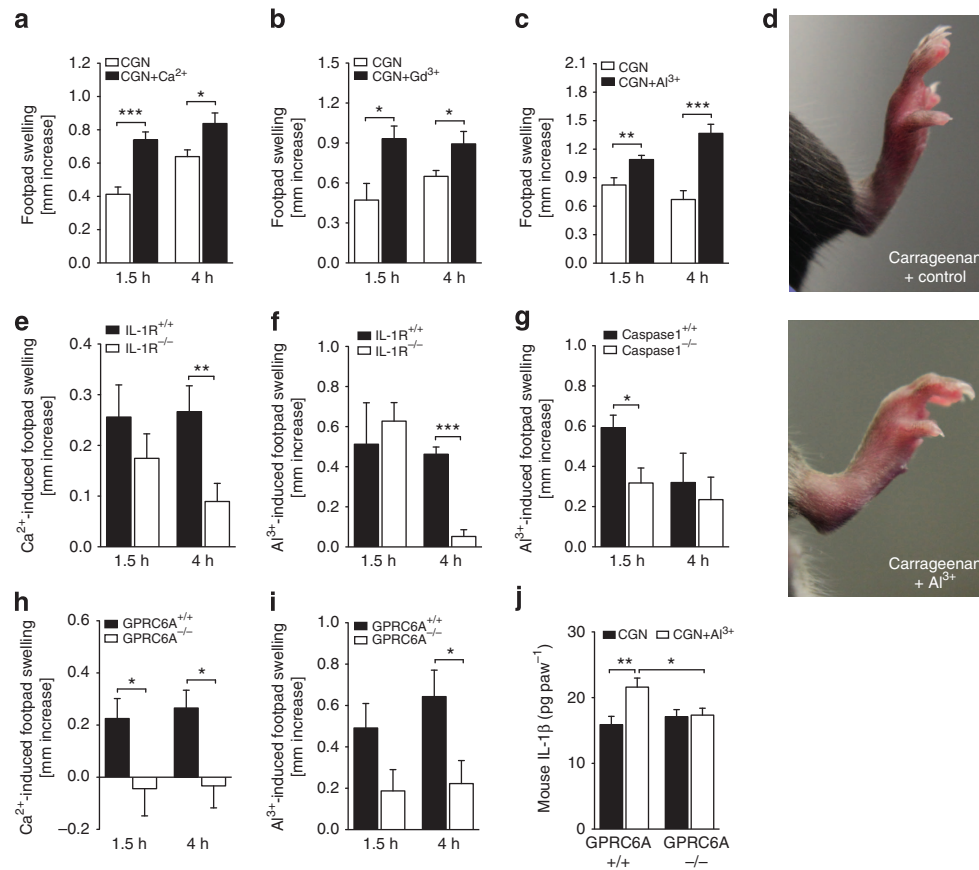 a
CGN
CGN+Ca²⁺
Footpad swelling
[mm increase]
1.2
1.0
0.8
0.6
0.4
0.2
0.0
***
*
1.5 h
4 h
b
CGN
CGN+Gd³⁺
Footpad swelling
[mm increase]
1.5
1.2
0.9
0.6
0.3
0.0
*
*
1.5 h
4 h
c
CGN
CGN+Al³⁺
Footpad swelling
[mm increase]
2.1
1.8
1.5
1.2
0.9
0.6
0.3
0.0
**
***
1.5 h
4 h
d
Carrageenan
+ control
Carrageenan
+ Al³⁺
e
IL-1R⁺/⁺
IL-1R⁻/⁻
Ca²⁺-induced footpad swelling
[mm increase]
0.4
0.3
0.2
0.1
0.0
**
1.5 h
4 h
f
IL-1R⁺/⁺
IL-1R⁻/⁻
Al³⁺-induced footpad swelling
[mm increase]
1.0
0.8
0.6
0.4
0.2
0.0
***
1.5 h
4 h
g
Caspase1⁺/⁺
Caspase1⁻/⁻
Al³⁺-induced footpad swelling
[mm increase]
1.0
0.8
0.6
0.4
0.2
0.0
*
1.5 h
4 h
h
GPRC6A⁺/⁺
GPRC6A⁻/⁻
Ca²⁺-induced footpad swelling
[mm increase]
0.6
0.4
0.2
0.0
−0.2
*
*
1.5 h
4 h
i
GPRC6A⁺/⁺
GPRC6A⁻/⁻
Al³⁺-induced footpad swelling
[mm increase]
1.0
0.8
0.6
0.4
0.2
0.0
*
1.5 h
4 h
j
CGN
CGN+Al³⁺
Mouse IL-1β (pg paw⁻¹)
30
20
10
0
**
*
GPRC6A
+/+
GPRC6A
−/−